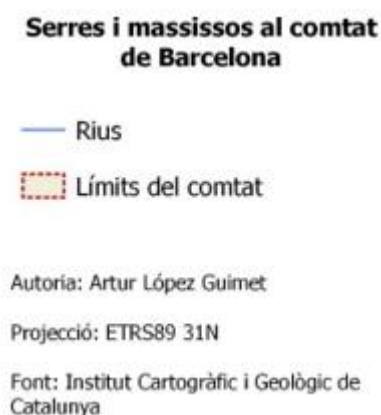 Serres i massissos al comtat
de Barcelona
Rius
Límits del comtat
Autoria: Artur López Guimet
Projecció: ETRS89 31N
Font: Institut Cartogràfic i Geològic de
Catalunya